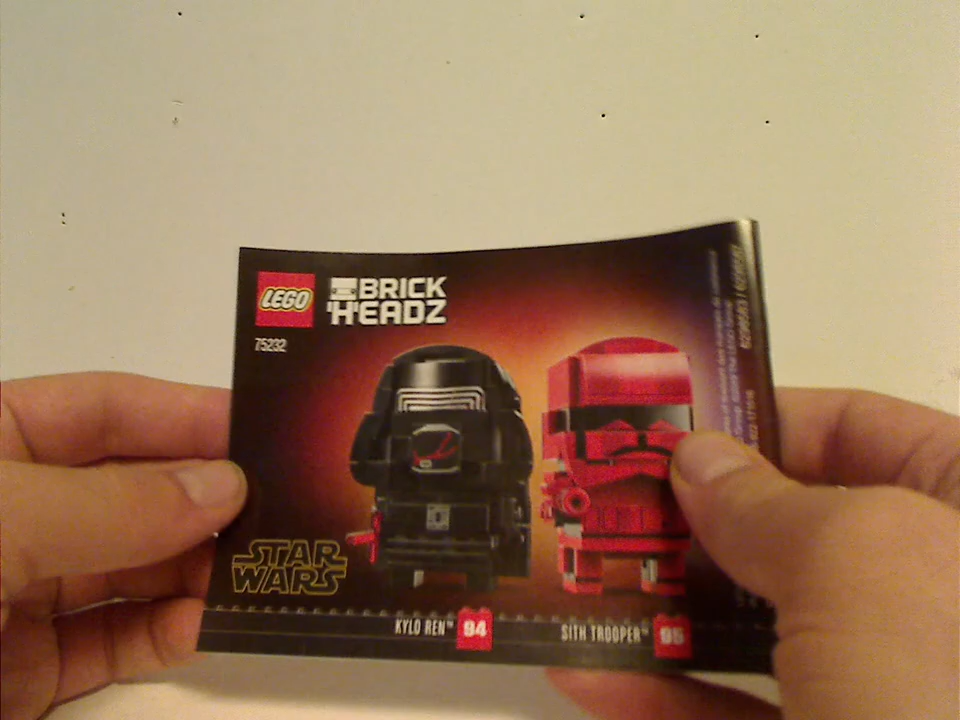 LEGO
BRICK
HEADZ
75232
STAR
WARS
KYLO REN™ 94
SITH TROOPER™ 95